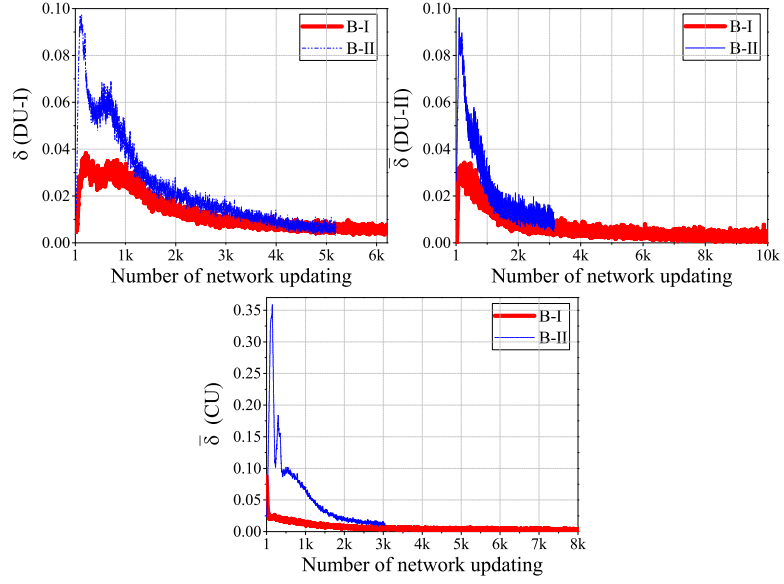 0.10
0.08
0.06
0.04
0.02
0.00
δ (DU-I)
B-I
B-II
1
1k
2k
3k
4k
5k
6k
Number of network updating
0.10
0.08
0.06
0.04
0.02
0.00
δ̅ (DU-II)
B-I
B-II
1
2k
4k
6k
8k
10k
Number of network updating
0.35
0.30
0.25
0.20
0.15
0.10
0.05
0.00
δ̅ (CU)
B-I
B-II
1
1k
2k
3k
4k
5k
6k
7k
8k
Number of network updating